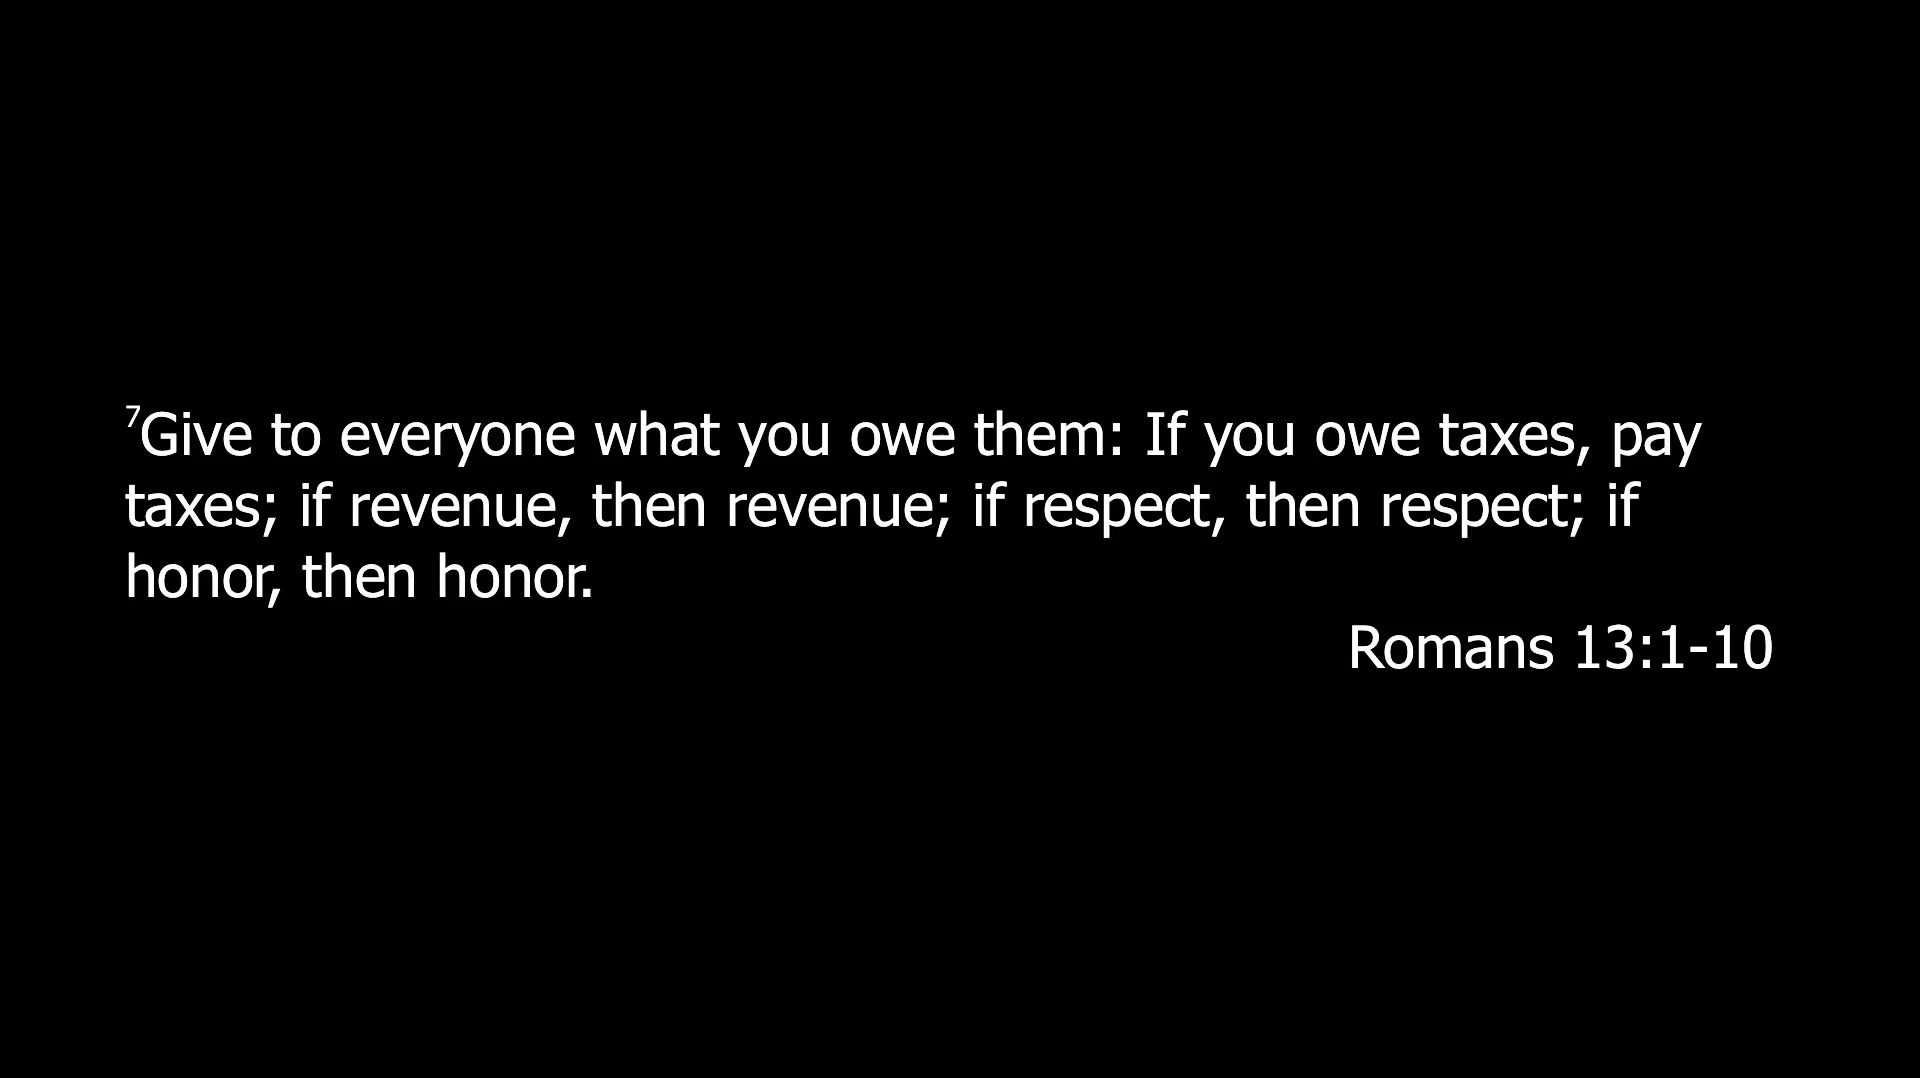 ⁷Give to everyone what you owe them: If you owe taxes, pay
taxes; if revenue, then revenue; if respect, then respect; if
honor, then honor.
Romans 13:1-10